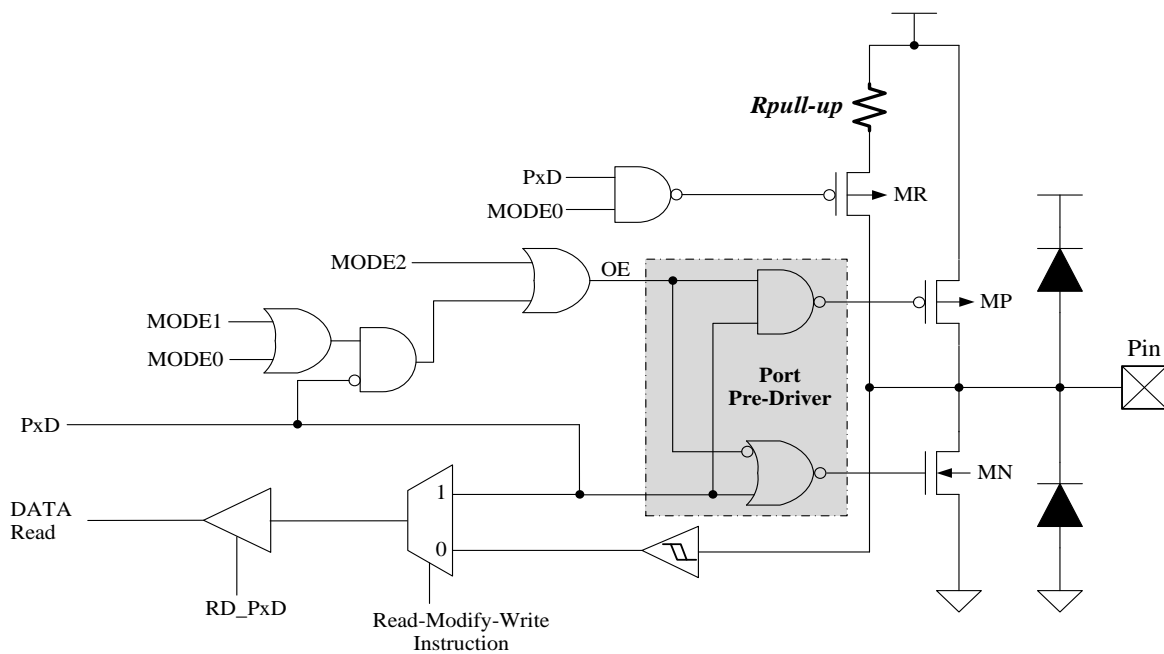 Rpull-up
PxD
MODE0
MR
MODE2
OE
MODE1
MODE0
MP
Pin
Port
Pre-Driver
PxD
MN
1
DATA
Read
0
RD_PxD
Read-Modify-Write
Instruction